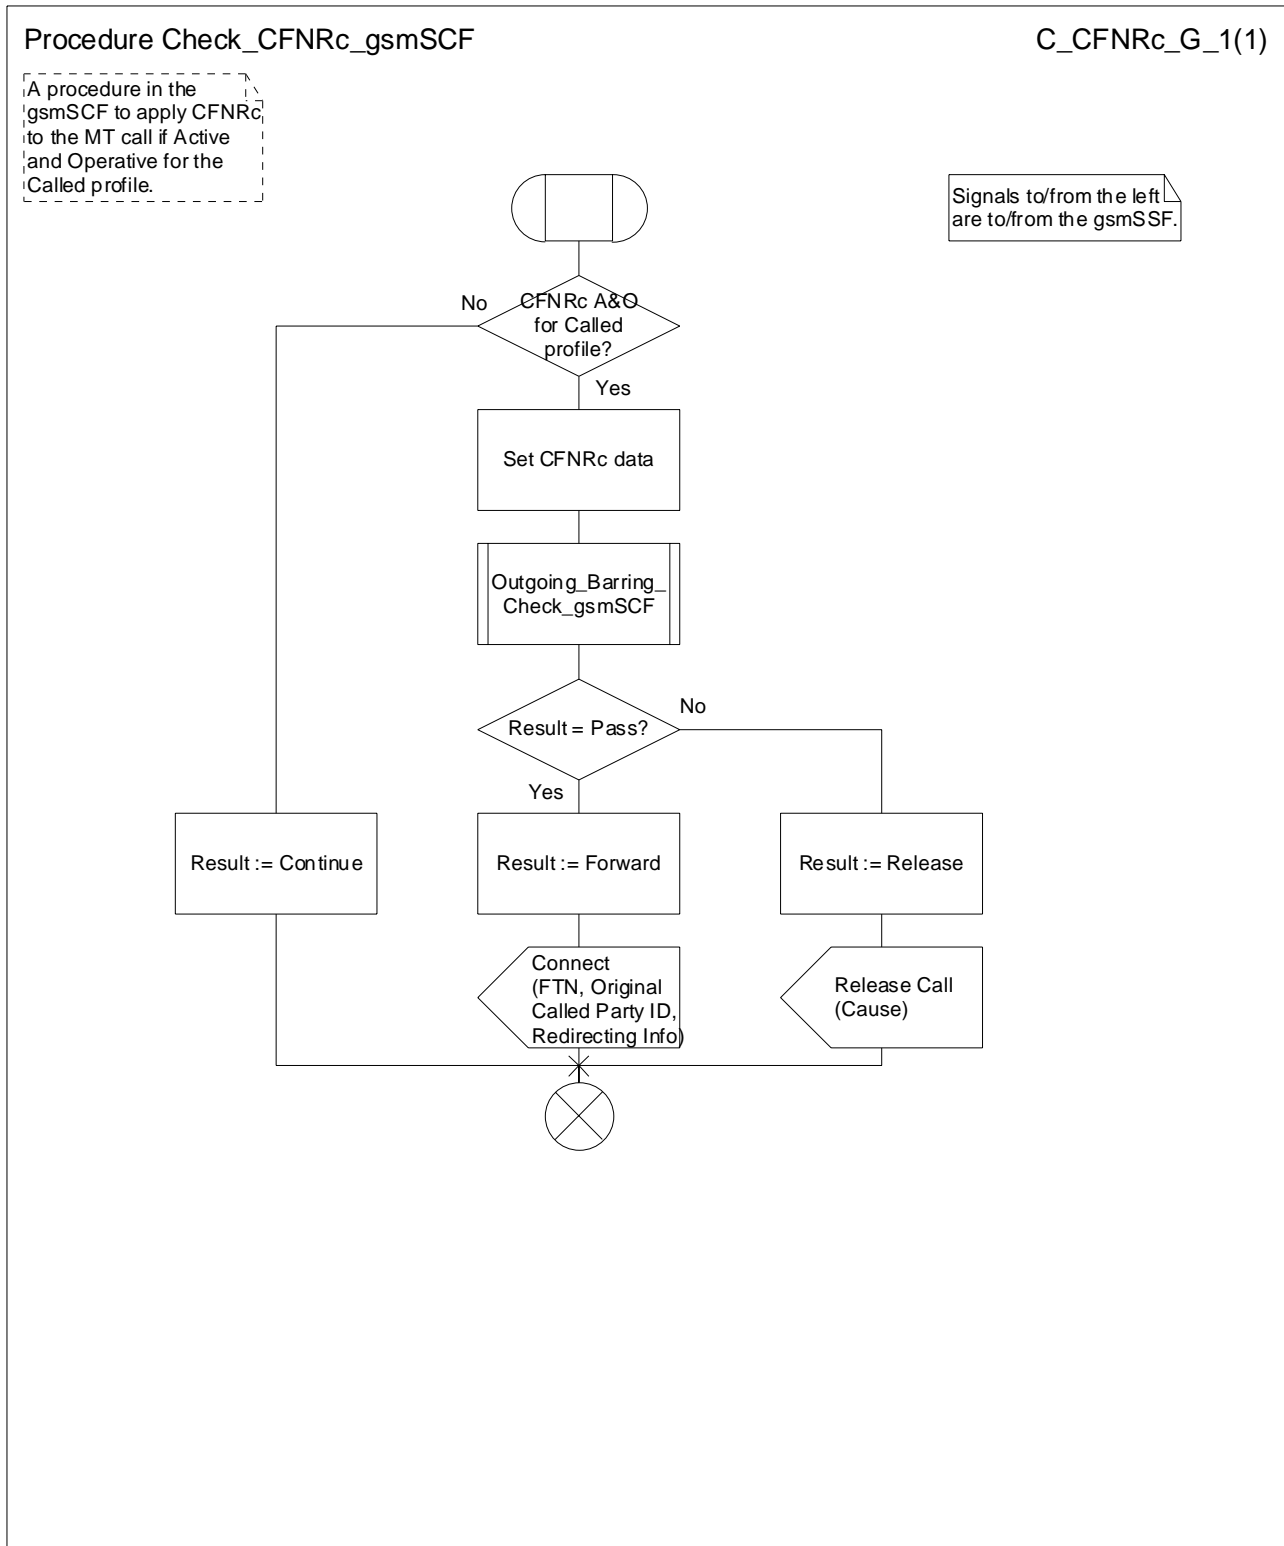 Procedure Check_CFNRc_gsmSCF
C_CFNRc_G_1(1)
A procedure in the
gsmSCF to apply CFNRc
to the MT call if Active
and Operative for the
Called profile.
Signals to/from the left
are to/from the gsmSSF.
No
CFNRc A&O
for Called
profile?
Yes
Set CFNRc data
Outgoing_Barring_
Check_gsmSCF
Result = Pass?
No
Yes
Result := Continue
Result := Forward
Result := Release
Connect
(FTN, Original
Called Party ID,
Redirecting Info)
Release Call
(Cause)